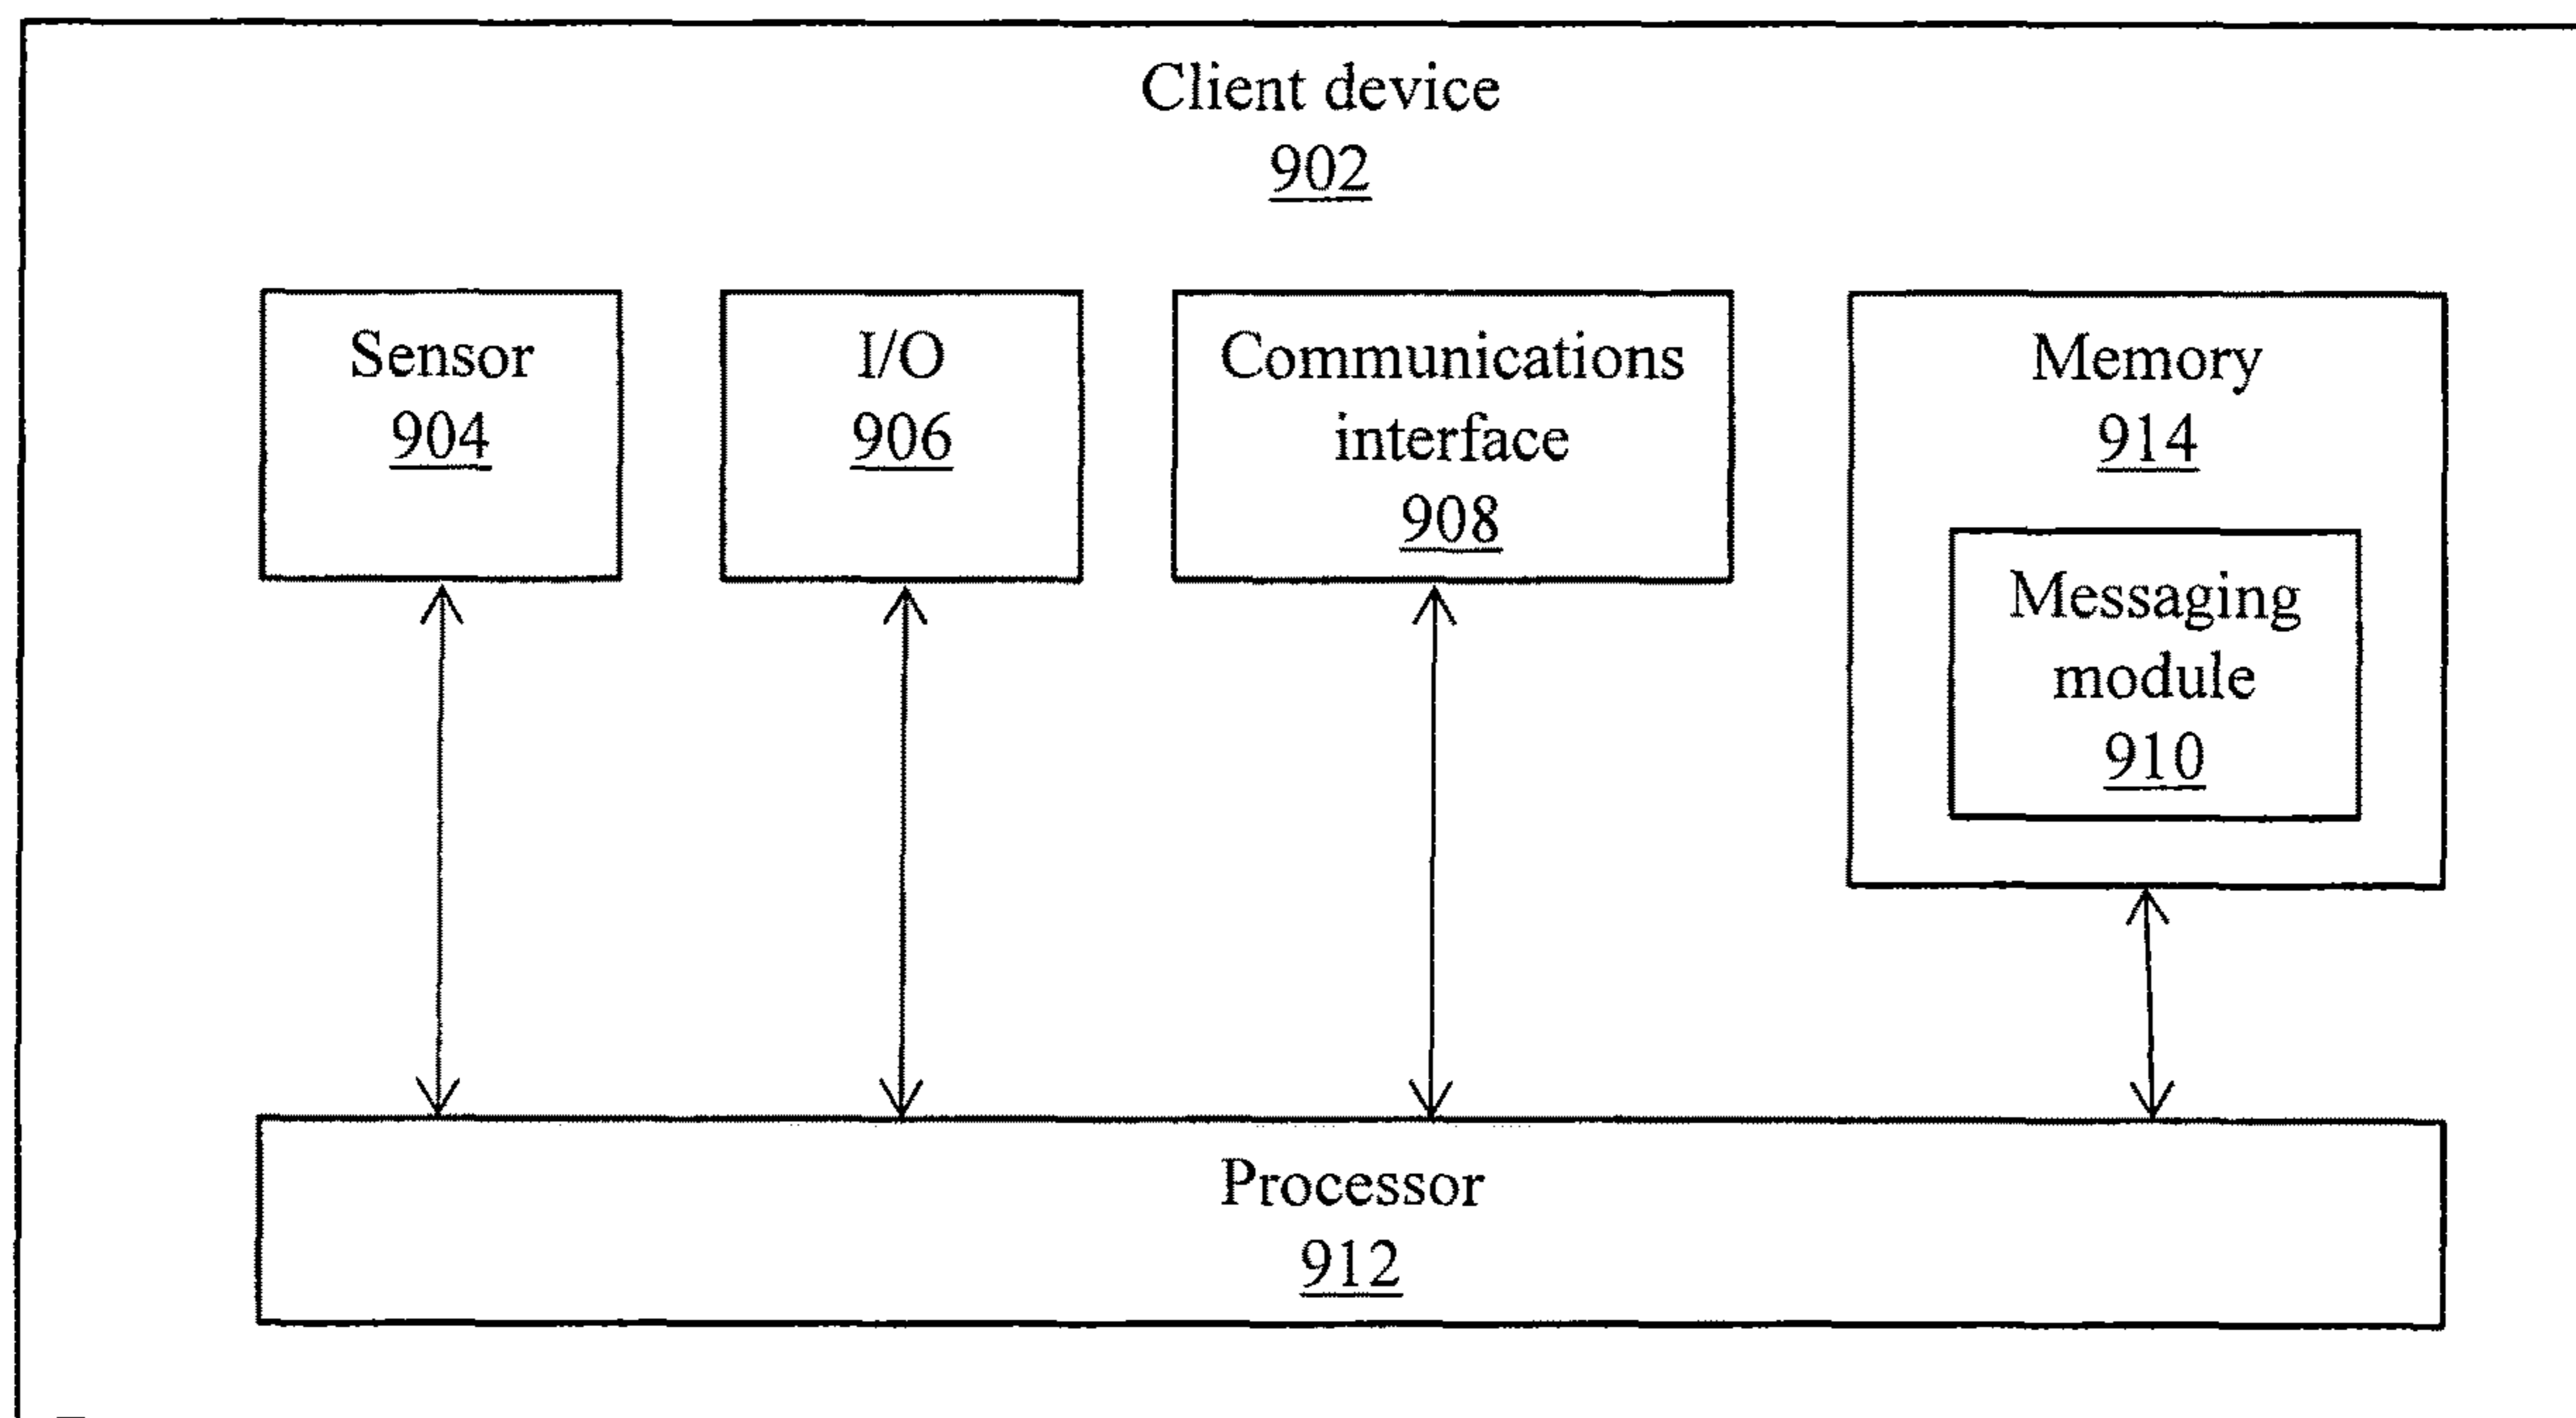 Client device
902
Sensor
904
I/O
906
Communications
interface
908
Memory
914
Messaging
module
910
Processor
912